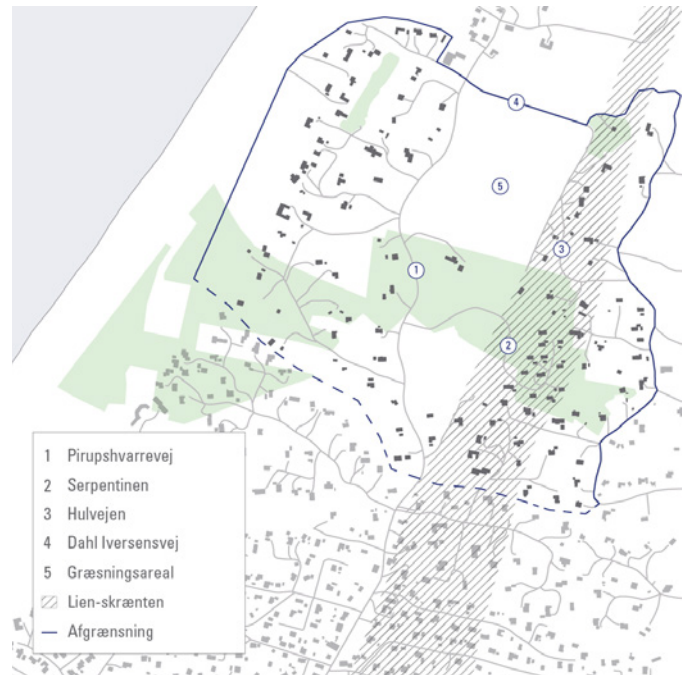 4
5
3
1
2
1 Pirupshvarrevej
2 Serpentinen
3 Hulvejen
4 Dahl Iversensvej
5 Græsningsareal
Lien-skrænten
Afgrænsning